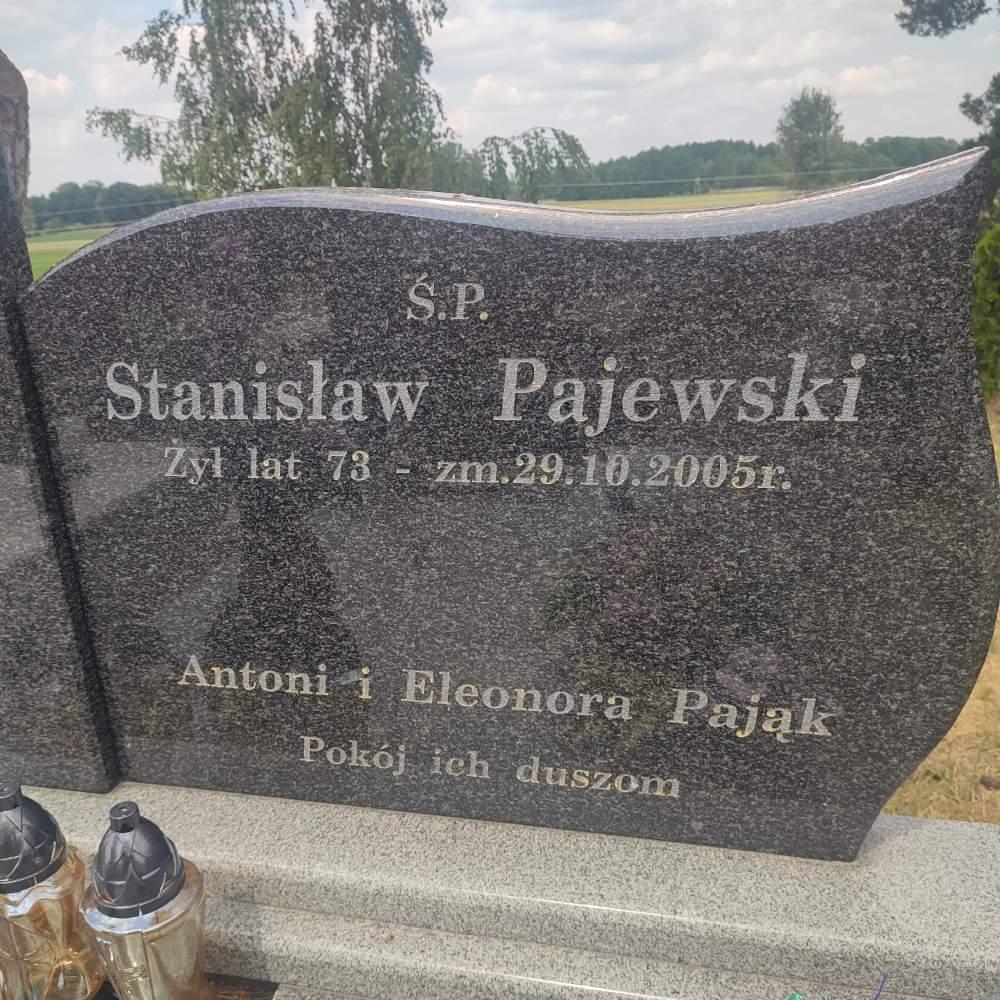 Ś.P.
Stanisław Pajewski
Żył lat 73 - zm.29.10.2005r.
Antoni i Eleonora Pająk
Pokój ich duszom